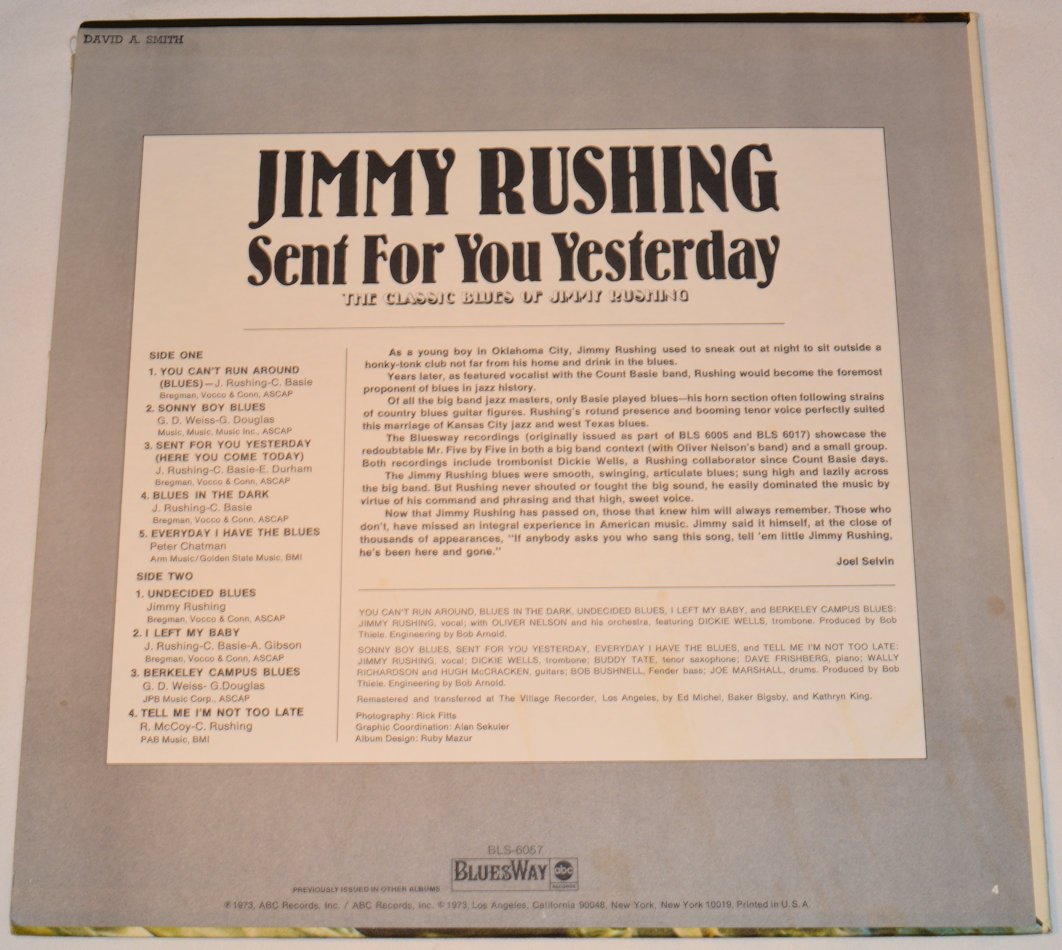 DAVID A. SMITH
JIMMY RUSHING
Sent For You Yesterday
THE CLASSIC BLUES OF JIMMY RUSHING
SIDE ONE
1. YOU CAN'T RUN AROUND
(BLUES)—J. Rushing-C. Basie
Bregman, Vocco & Conn, ASCAP
2. SONNY BOY BLUES
G. D. Weiss-G. Douglas
Music, Music, Music Inc., ASCAP
3. SENT FOR YOU YESTERDAY
(HERE YOU COME TODAY)
J. Rushing-C. Basie-E. Durham
Bregman, Vocco & Conn, ASCAP
4. BLUES IN THE DARK
J. Rushing-C. Basie
Bregman, Vocco & Conn, ASCAP
5. EVERYDAY I HAVE THE BLUES
Peter Chatman
Arm Music/Golden State Music, BMI
SIDE TWO
1. UNDECIDED BLUES
Jimmy Rushing
Bregman, Vocco & Conn, ASCAP
2. I LEFT MY BABY
J. Rushing-C. Basie-A. Gibson
Bregman, Vocco & Conn, ASCAP
3. BERKELEY CAMPUS BLUES
G. D. Weiss- G.Douglas
JPB Music Corp., ASCAP
4. TELL ME I'M NOT TOO LATE
R. McCoy-C. Rushing
PAB Music, BMI
As a young boy in Oklahoma City, Jimmy Rushing used to sneak out at night to sit outside a
honky-tonk club not far from his home and drink in the blues.
Years later, as featured vocalist with the Count Basie band, Rushing would become the foremost
proponent of blues in jazz history.
Of all the big band jazz masters, only Basie played blues—his horn section often following strains
of country blues guitar figures. Rushing's rotund presence and booming tenor voice perfectly suited
this marriage of Kansas City jazz and west Texas blues.
The Bluesway recordings (originally issued as part of BLS 6005 and BLS 6017) showcase the
redoubtable Mr. Five by Five in both a big band context (with Oliver Nelson's band) and a small group.
Both recordings include trombonist Dickie Wells, a Rushing collaborator since Count Basie days.
The Jimmy Rushing blues were smooth, swinging, articulate blues; sung high and lazily across
the big band. But Rushing never shouted or fought the big sound, he easily dominated the music by
virtue of his command and phrasing and that high, sweet voice.
Now that Jimmy Rushing has passed on, those that knew him will always remember. Those who
don't, have missed an integral experience in American music. Jimmy said it himself, at the close of
thousands of appearances, "If anybody asks you who sang this song, tell 'em little Jimmy Rushing,
he's been here and gone."
Joel Selvin
YOU CAN'T RUN AROUND, BLUES IN THE DARK, UNDECIDED BLUES, I LEFT MY BABY, and BERKELEY CAMPUS BLUES:
JIMMY RUSHING, vocal; with OLIVER NELSON and his orchestra, featuring DICKIE WELLS, trombone. Produced by Bob
Thiele. Engineering by Bob Arnold.
SONNY BOY BLUES, SENT FOR YOU YESTERDAY, EVERYDAY I HAVE THE BLUES, and TELL ME I'M NOT TOO LATE:
JIMMY RUSHING, vocal; DICKIE WELLS, trombone; BUDDY TATE, tenor saxophone; DAVE FRISHBERG, piano; WALLY
RICHARDSON and HUGH McCRACKEN, guitars; BOB BUSHNELL, Fender bass; JOE MARSHALL, drums. Produced by Bob
Thiele. Engineering by Bob Arnold.
Remastered and transferred at The Village Recorder, Los Angeles, by Ed Michel, Baker Bigsby, and Kathryn King.
Photography: Rick Fitts
Graphic Coordination: Alan Sekuler
Album Design: Ruby Mazur
BLS-6057
BLUESWAY abc RECORDS
PREVIOUSLY ISSUED IN OTHER ALBUMS
℗ 1973, ABC Records, Inc. / ABC Records, Inc. © 1973, Los Angeles, California 90048, New York, New York 10019, Printed in U.S.A.
4